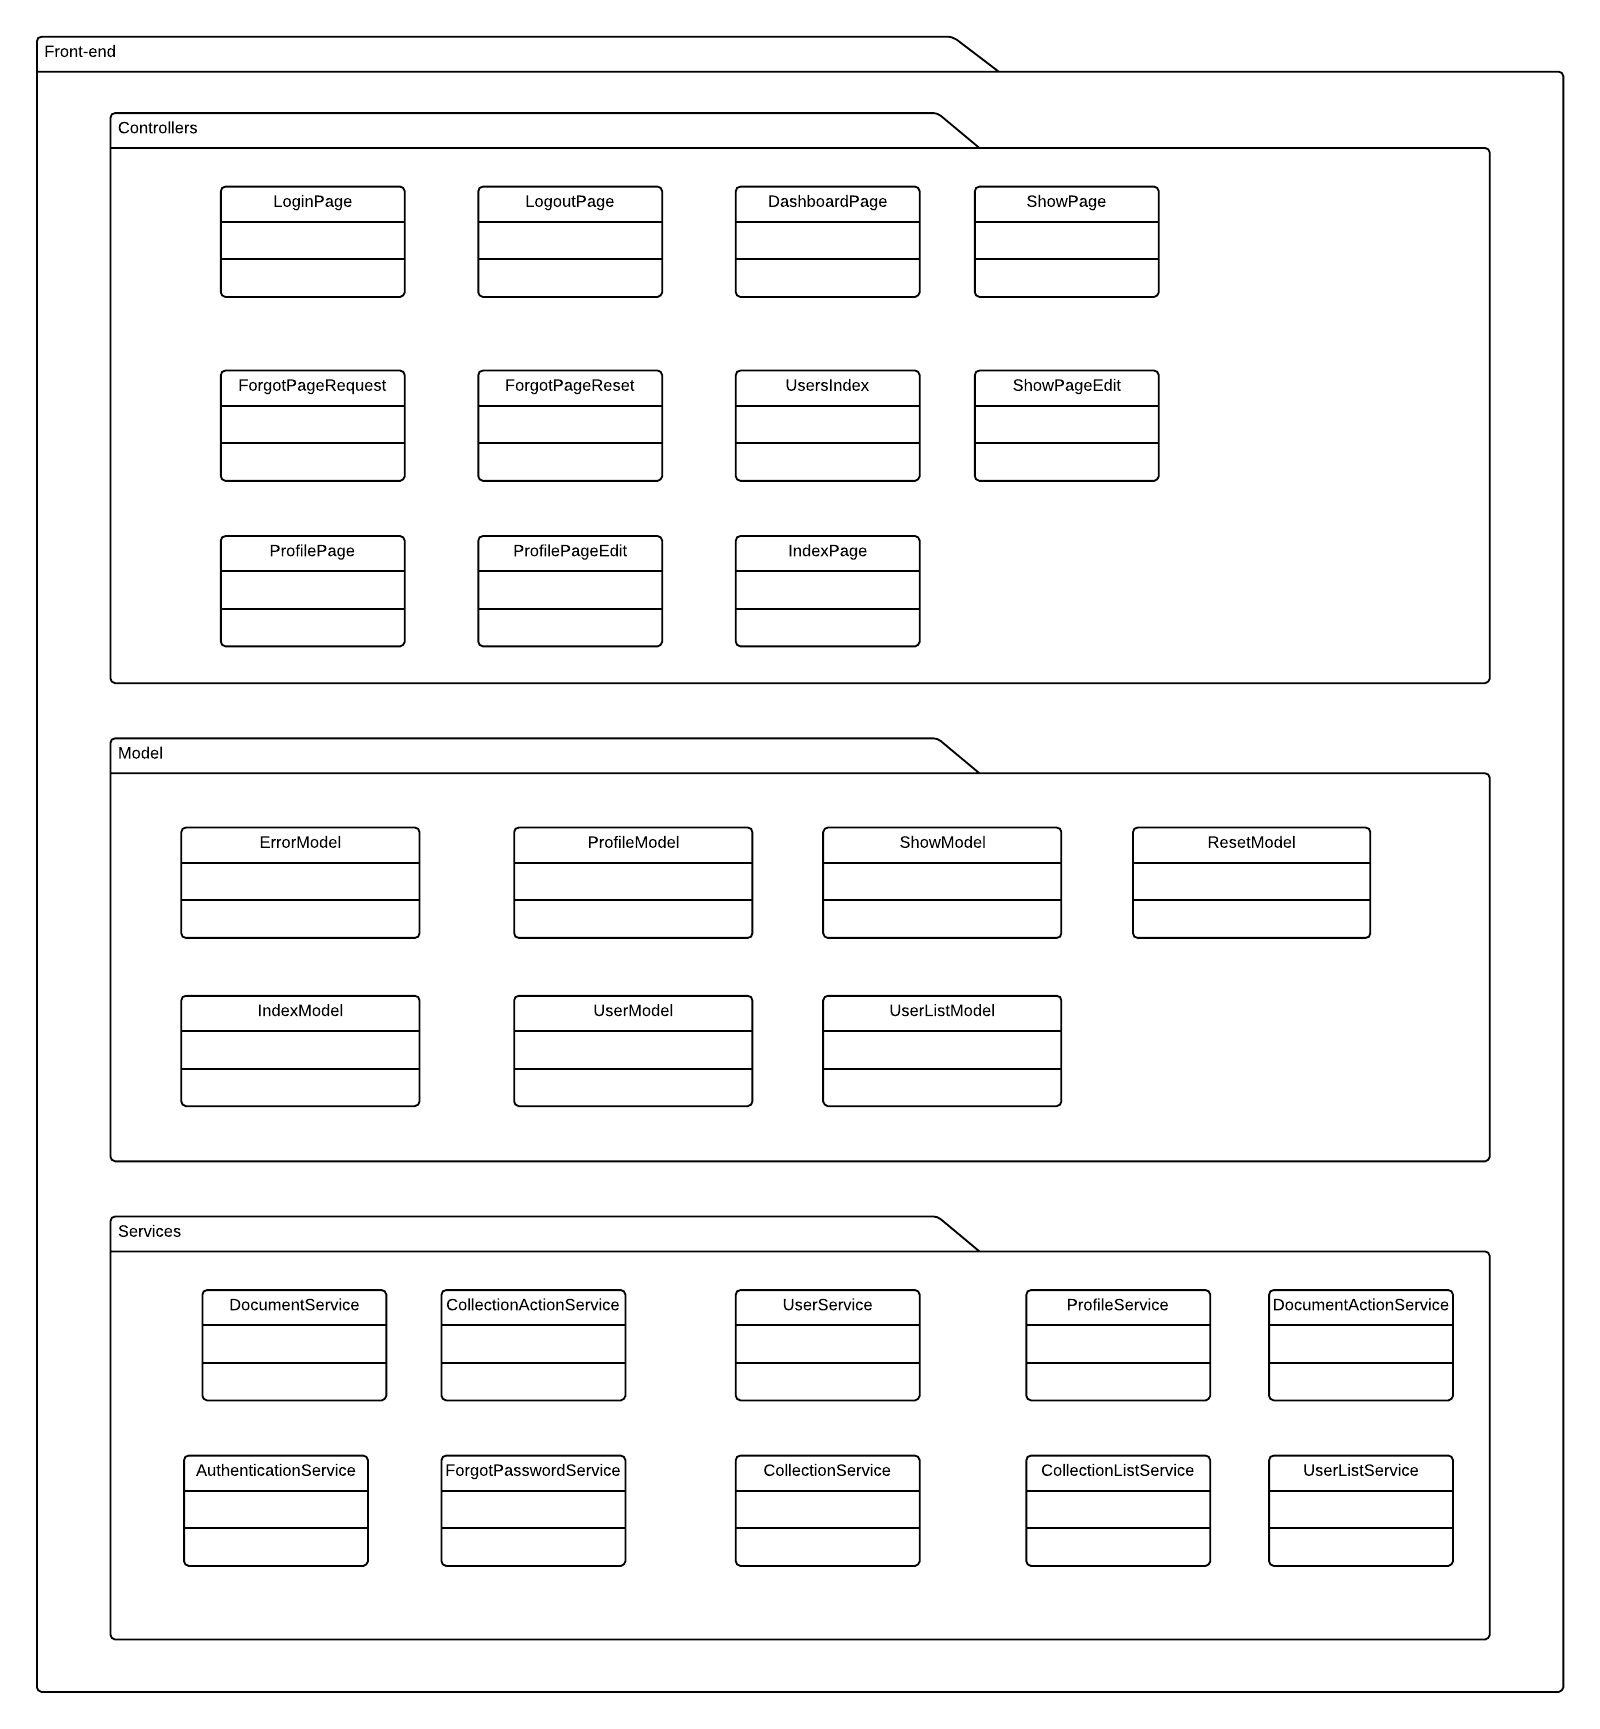 Front-end
Controllers
LoginPage
LogoutPage
DashboardPage
ShowPage
ForgotPageRequest
ForgotPageReset
UsersIndex
ShowPageEdit
ProfilePage
ProfilePageEdit
IndexPage
Model
ErrorModel
ProfileModel
ShowModel
ResetModel
IndexModel
UserModel
UserListModel
Services
DocumentService
CollectionActionService
UserService
ProfileService
DocumentActionService
AuthenticationService
ForgotPasswordService
CollectionService
CollectionListService
UserListService